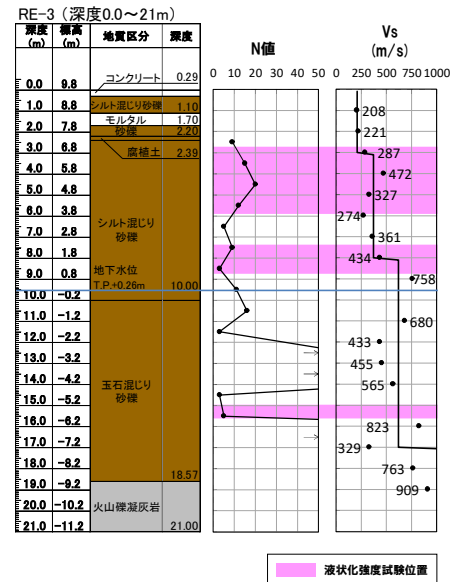 RE-3 (深度0.0～21m)
深度 標高 地質区分 深度
(m) (m) (m)
N値
Vs
(m/s)
0 10 20 30 40 50
0 250 500 750 1000
コンクリート 0.29
0.0 9.8
1.0 8.8 シルト混じり砂礫 1.10
208
モルタル 1.70
2.0 7.8 砂礫 2.20
221
3.0 6.8 腐植土 2.39
287
4.0 5.8
472
5.0 4.8
327
6.0 3.8
274
シルト混じり
砂礫
7.0 2.8
361
8.0 1.8
434
9.0 0.8 地下水位
758
T.P.+0.26m 10.00
10.0 −0.2
11.0 −1.2
680
12.0 −2.2
433
13.0 −3.2
455
14.0 −4.2
565
玉石混じり
砂礫
15.0 −5.2
16.0 −6.2
823
17.0 −7.2
329
18.0 −8.2
763
18.57
19.0 −9.2
909
20.0 −10.2 火山礫凝灰岩
21.0 −11.2 21.00
液状化強度試験位置